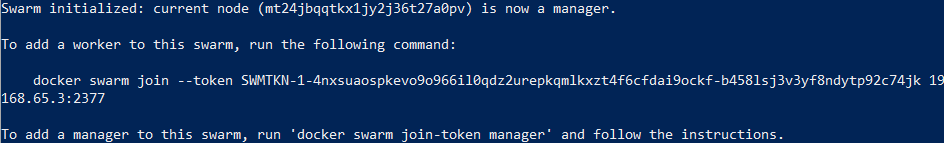 Swarm initialized: current node (mt24jbqqtkx1jy2j36t27a0pv) is now a manager.
To add a worker to this swarm, run the following command:
docker swarm join --token SWMTKN-1-4nxsuaospkevo9o966il0qdz2urepkqmlkxzt4f6cfdai9ockf-b458lsj3v3yf8ndytp92c74jk 19
168.65.3:2377
To add a manager to this swarm, run 'docker swarm join-token manager' and follow the instructions.